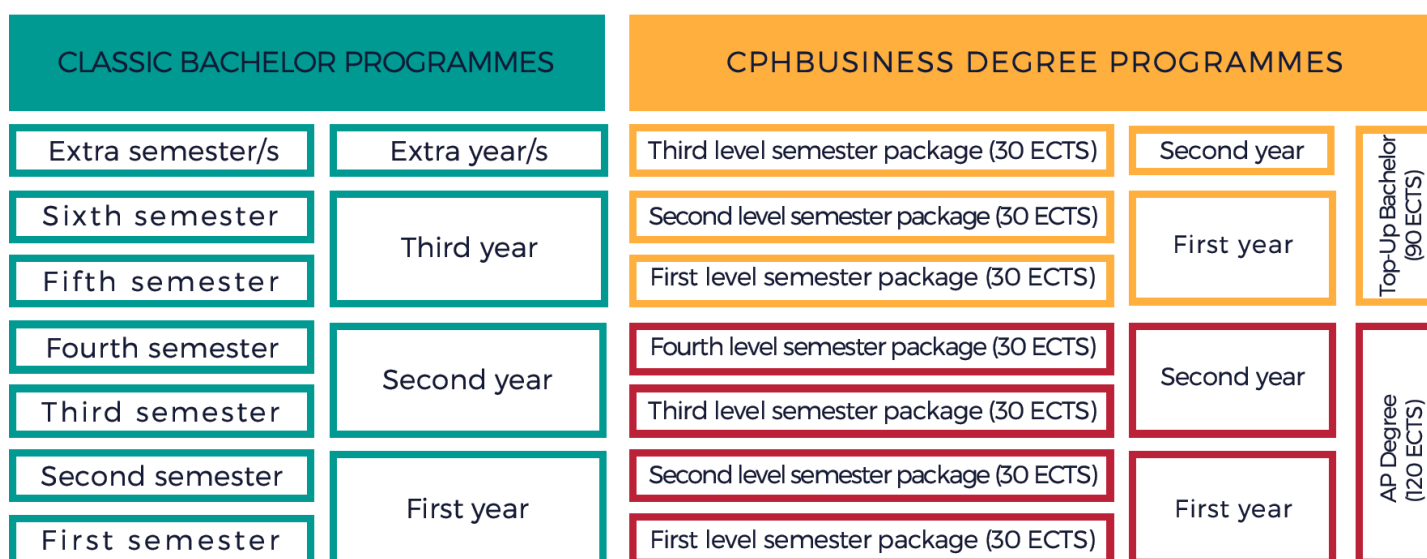 CLASSIC BACHELOR PROGRAMMES
CPHBUSINESS DEGREE PROGRAMMES
Extra semester/s
Extra year/s
Third level semester package (30 ECTS)
Second year
Top-Up Bachelor
(90 ECTS)
Sixth semester
Third year
Second level semester package (30 ECTS)
First year
Fifth semester
First level semester package (30 ECTS)
Fourth semester
Second year
Fourth level semester package (30 ECTS)
Second year
AP Degree
(120 ECTS)
Third semester
Third level semester package (30 ECTS)
Second semester
First year
Second level semester package (30 ECTS)
First year
First semester
First level semester package (30 ECTS)